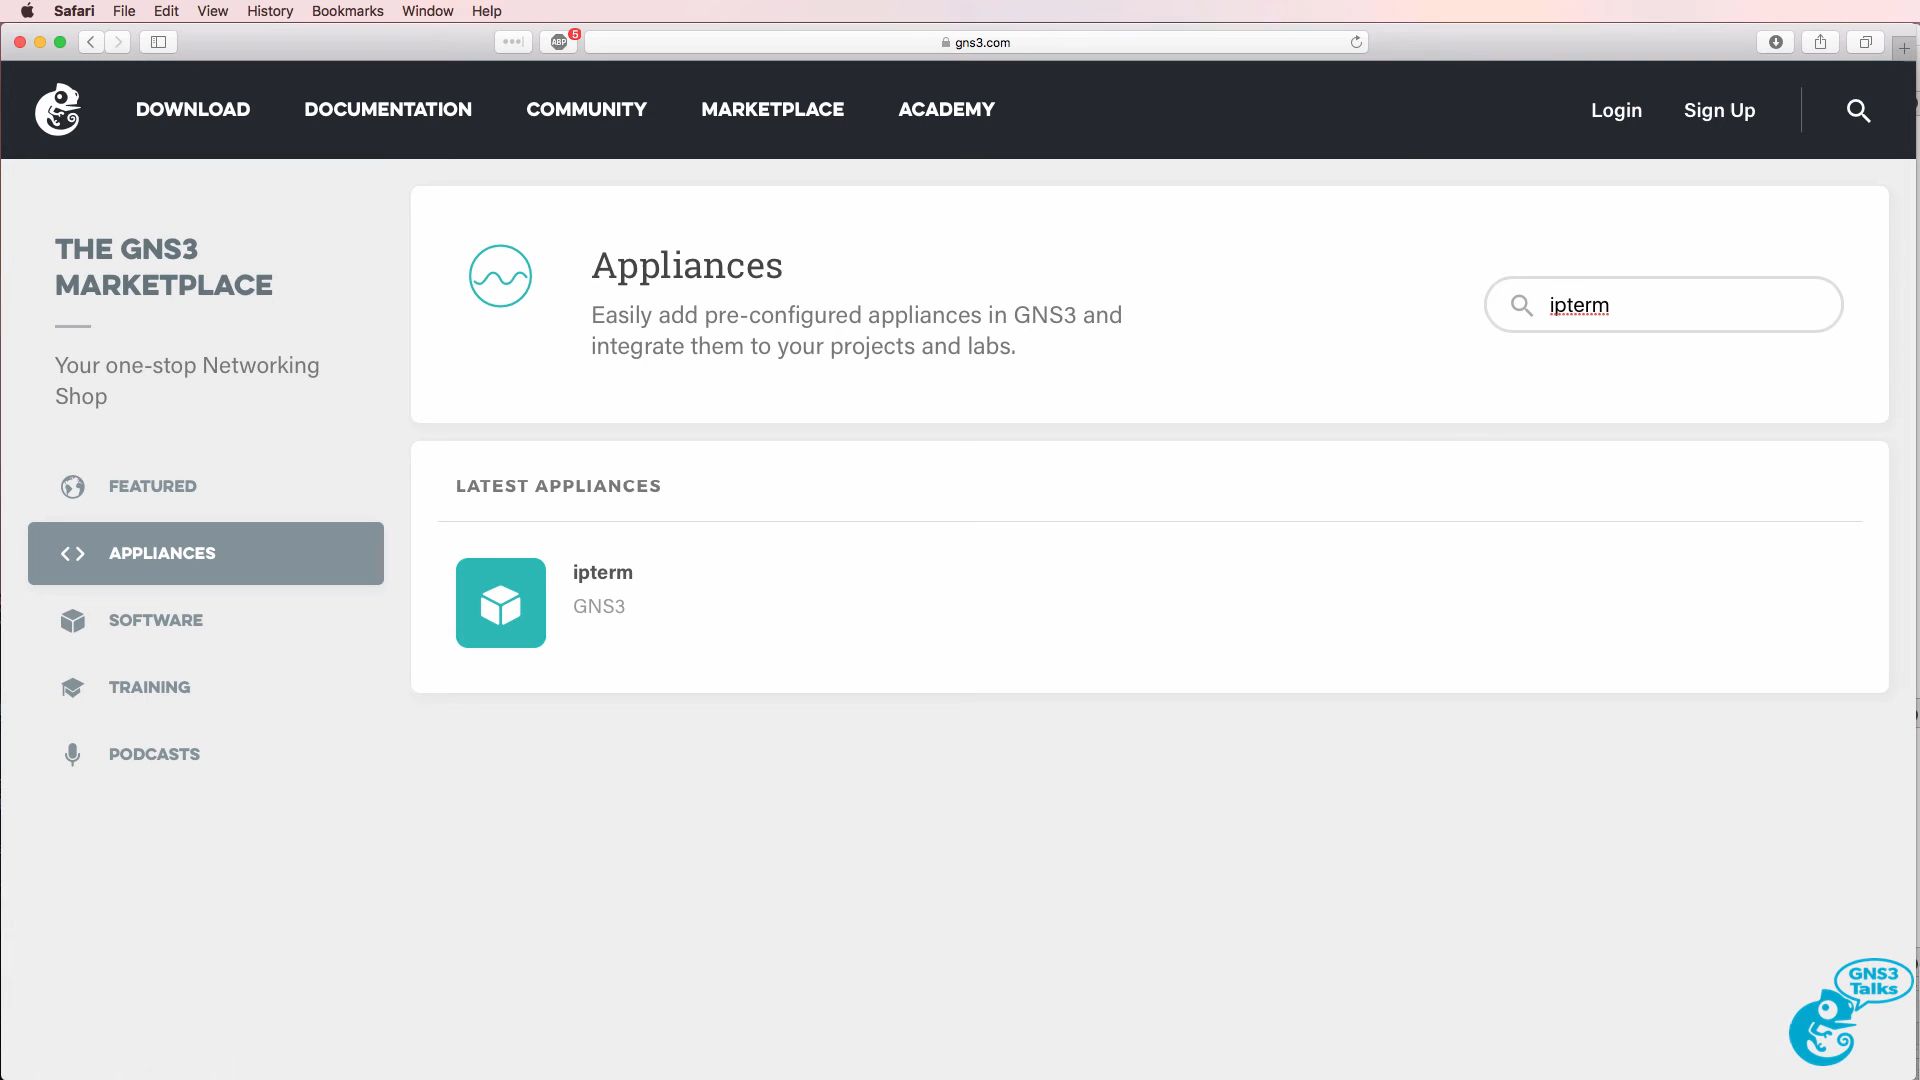 Safari File Edit View History Bookmarks Window Help
ABP 5 gns3.com
DOWNLOAD DOCUMENTATION COMMUNITY MARKETPLACE ACADEMY Login Sign Up
THE GNS3
MARKETPLACE
Your one-stop Networking
Shop
FEATURED
APPLIANCES
SOFTWARE
TRAINING
PODCASTS
Appliances
Easily add pre-configured appliances in GNS3 and
integrate them to your projects and labs.
ipterm
LATEST APPLIANCES
ipterm
GNS3
GNS3
Talks